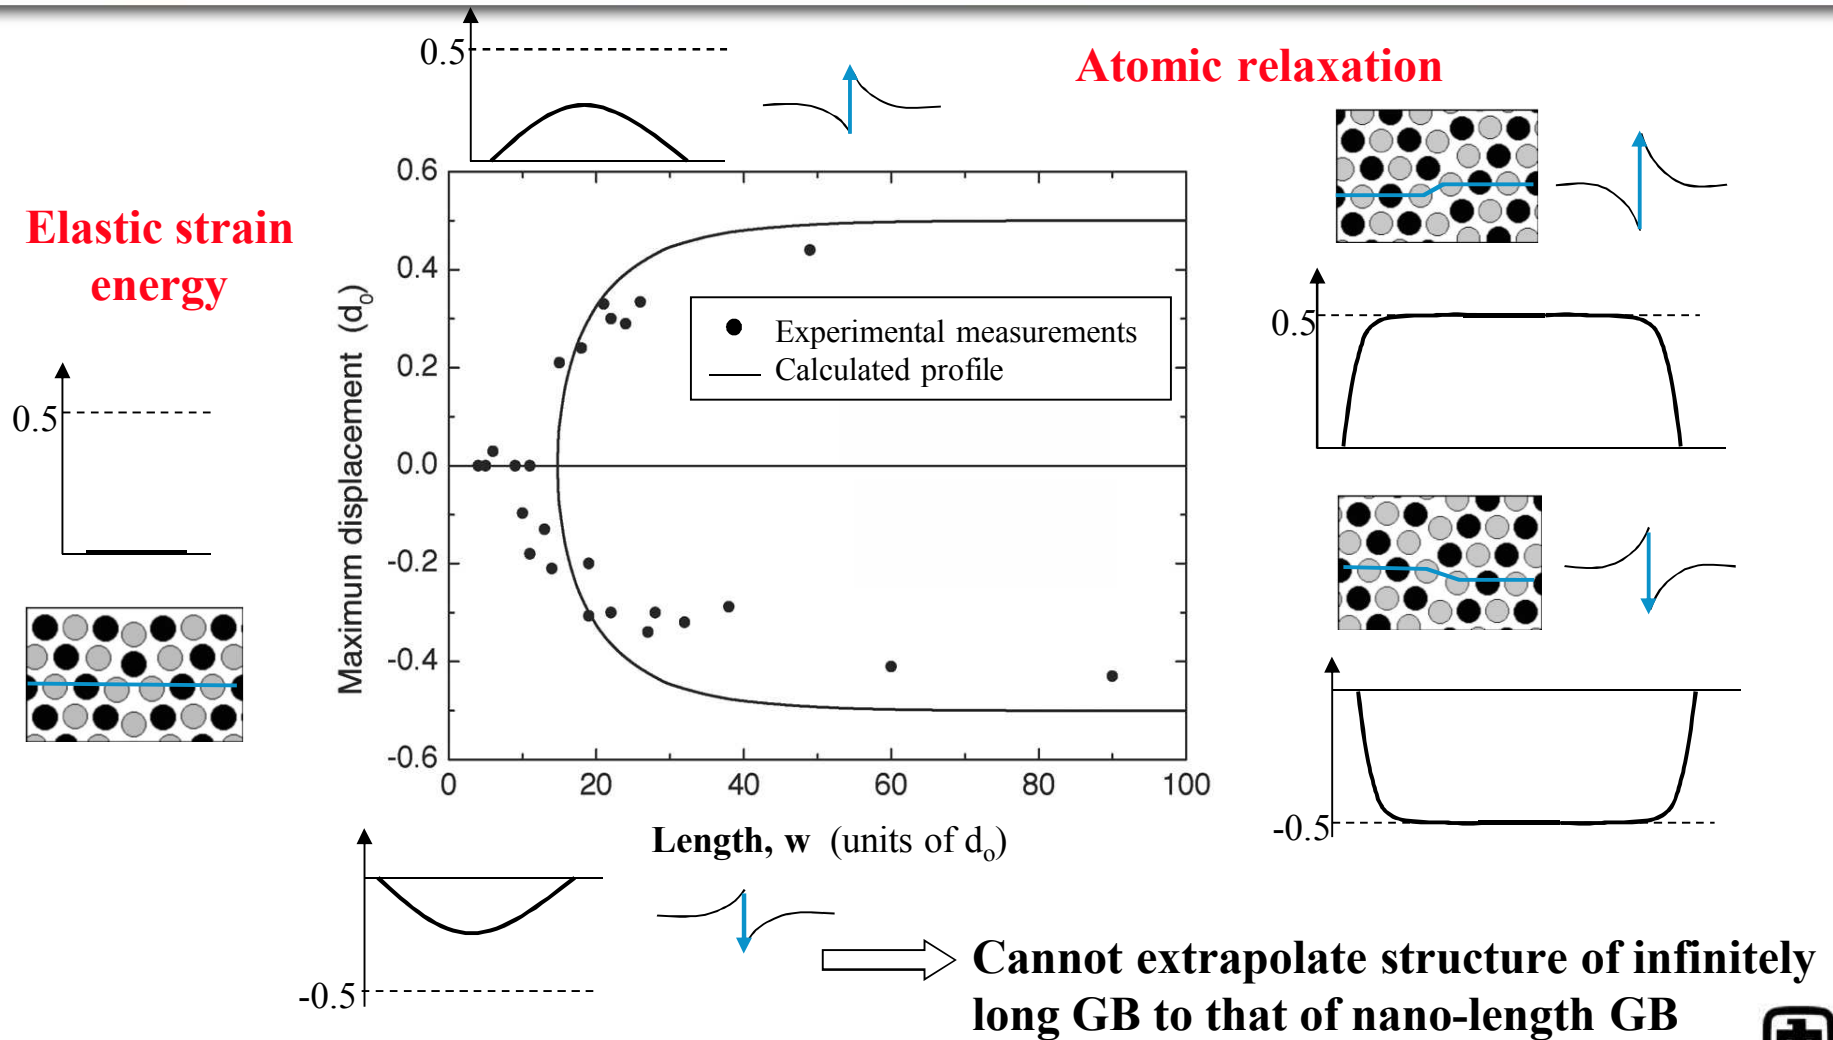 0.5
Atomic relaxation
Elastic strain
energy
0.5
0.6
0.4
0.2
0.0
-0.2
-0.4
-0.6
Maximum displacement (d₀)
Experimental measurements
Calculated profile
0 20 40 60 80 100
Length, w (units of dₒ)
0.5
-0.5
-0.5
Cannot extrapolate structure of infinitely
long GB to that of nano-length GB